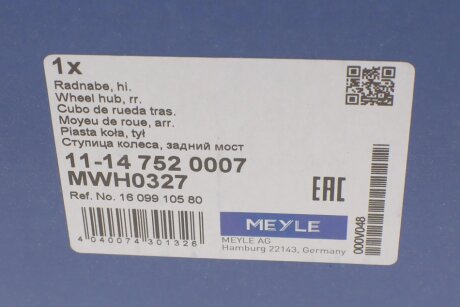 1x
Radnabe, hi.
Wheel hub, rr.
Cubo de rueda tras.
Moyeu de roue, arr.
Piasta koła, tył
Ступица колеса, задний мост
11-14 752 0007
MWH0327
Ref. No. 16 099 105 80
4 040074 301326
EAC
MEYLE
MEYLE AG
Hamburg 22143, Germany
000V048